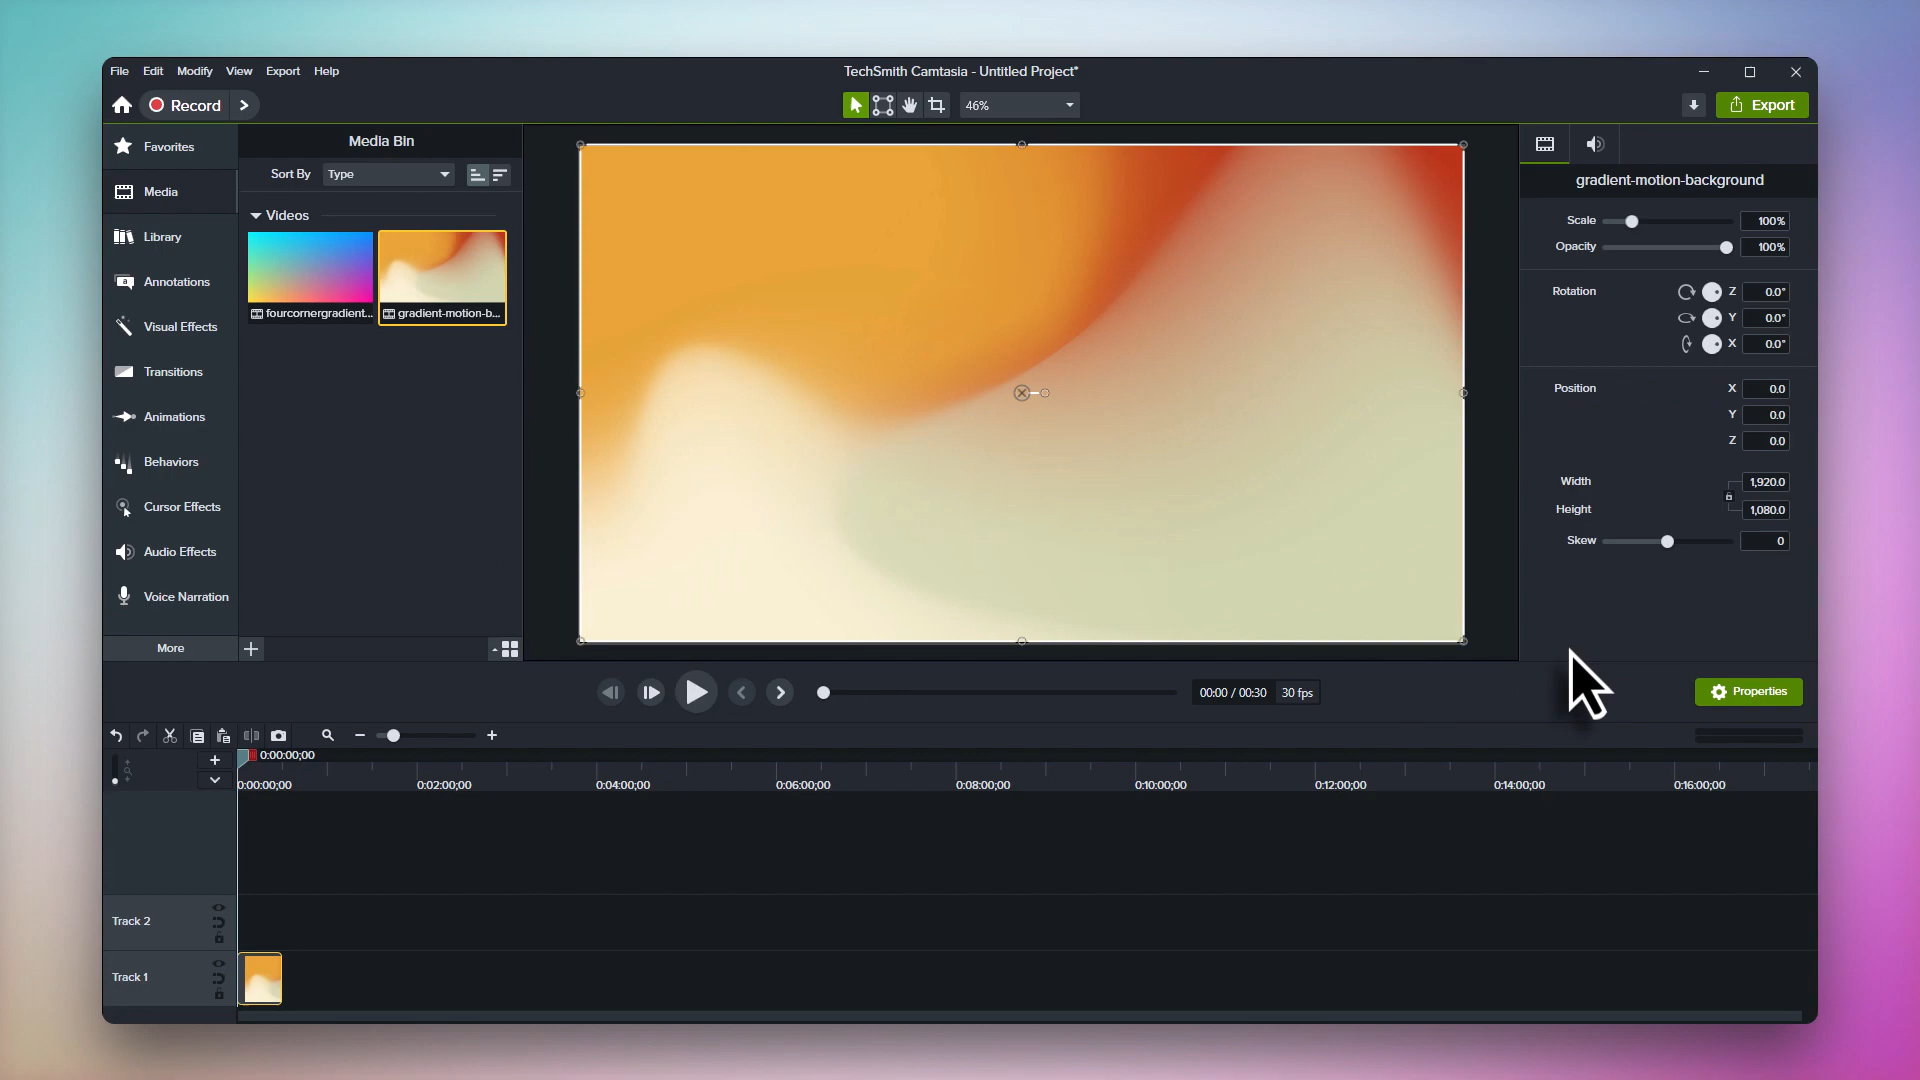 File Edit Modify View Export Help
TechSmith Camtasia - Untitled Project*
Record
46%
Export
Favorites
Media
Library
Annotations
Visual Effects
Transitions
Animations
Behaviors
Cursor Effects
Audio Effects
Voice Narration
More
Media Bin
Sort By Type
Videos
fourcornergradient...
gradient-motion-b...
gradient-motion-background
Scale 100%
Opacity 100%
Rotation Z 0.0°
Y 0.0°
X 0.0°
Position X 0.0
Y 0.0
Z 0.0
Width 1,920.0
Height 1,080.0
Skew 0
00:00 / 00:30 30 fps
Properties
0:00:00;00
0:00:00;00 0:02:00;00 0:04:00;00 0:06:00;00 0:08:00;00 0:10:00;00 0:12:00;00 0:14:00;00 0:16:00;00
Track 2
Track 1